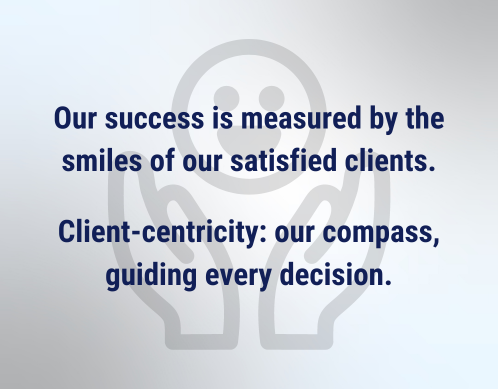 Our success is measured by the
smiles of our satisfied clients.
Client-centricity: our compass,
guiding every decision.